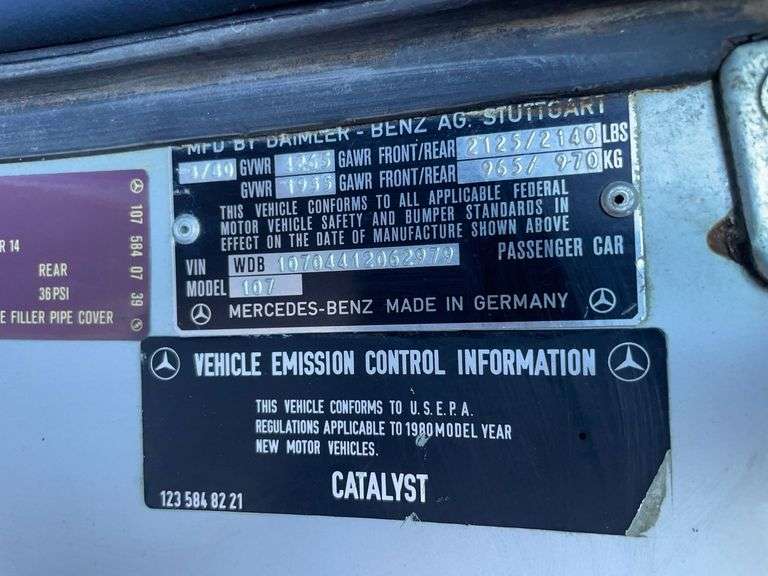 MFD BY DAIMLER - BENZ AG. STUTTGART
GVWR 4265 GAWR FRONT/REAR 2125/2140 LBS
GVWR 1935 GAWR FRONT/REAR 965/ 970 KG
THIS VEHICLE CONFORMS TO ALL APPLICABLE FEDERAL
MOTOR VEHICLE SAFETY AND BUMPER STANDARDS IN
EFFECT ON THE DATE OF MANUFACTURE SHOWN ABOVE
VIN WDB 10704412062979 PASSENGER CAR
MODEL 107
MERCEDES-BENZ MADE IN GERMANY
R 14
REAR
36 PSI
E FILLER PIPE COVER
107 584 07 39
VEHICLE EMISSION CONTROL INFORMATION
THIS VEHICLE CONFORMS TO U.S.E.P.A.
REGULATIONS APPLICABLE TO 1980 MODEL YEAR
NEW MOTOR VEHICLES.
CATALYST
123 584 82 21